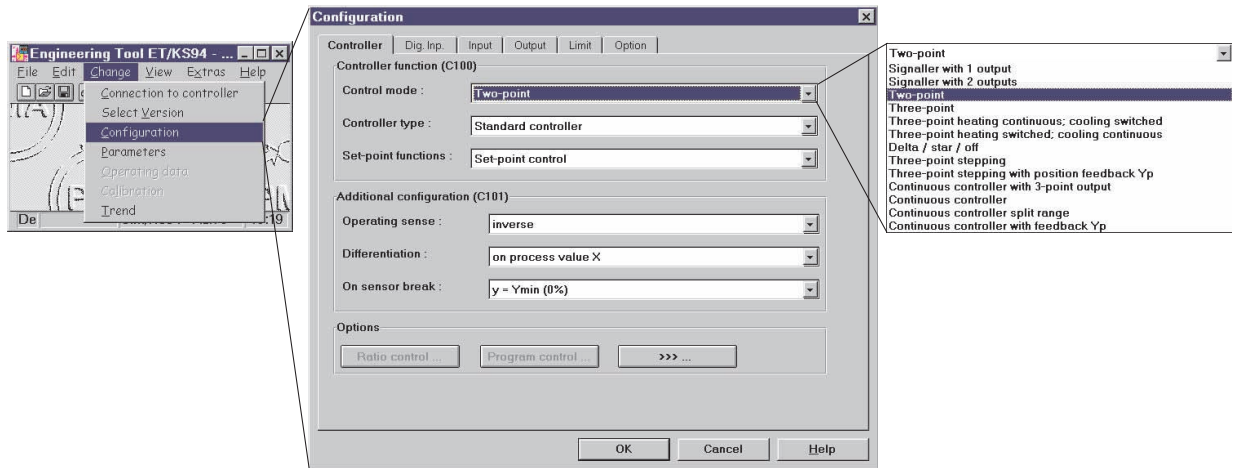 Engineering Tool ET/KS94 - ...
File Edit Change View Extras Help
Connection to controller
Select Version
Configuration
Parameters
Operating data
Calibration
Trend
De
:19
Configuration
Controller Dig. Inp. Input Output Limit Option
Controller function (C100)
Control mode : Two-point
Controller type : Standard controller
Set-point functions : Set-point control
Additional configuration (C101)
Operating sense : inverse
Differentiation : on process value X
On sensor break : y = Ymin (0%)
Options
Ratio control ... Program control ... >>> ...
OK Cancel Help
Two-point
Signaller with 1 output
Signaller with 2 outputs
Two-point
Three-point
Three-point heating continuous; cooling switched
Three-point heating switched; cooling continuous
Delta / star / off
Three-point stepping
Three-point stepping with position feedback Yp
Continuous controller with 3-point output
Continuous controller
Continuous controller split range
Continuous controller with feedback Yp